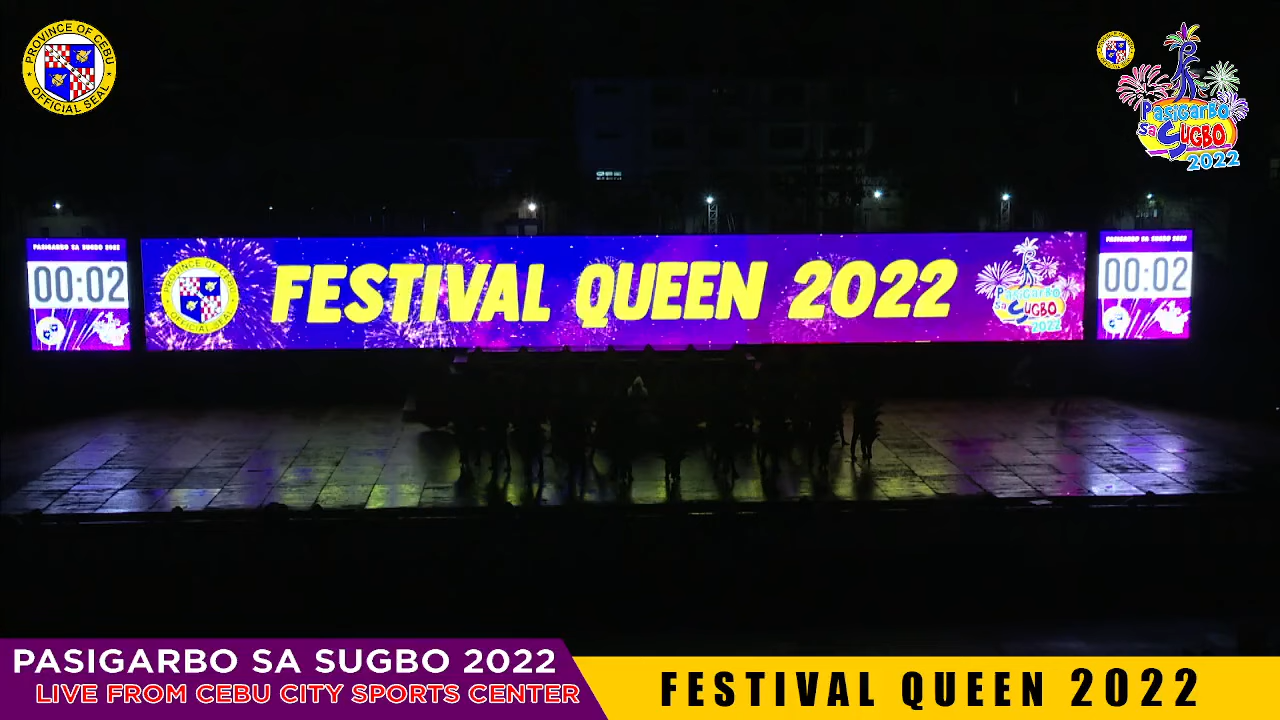 PROVINCE OF CEBU
OFFICIAL SEAL
Pasigarbo
sa SUGBO
2022
PASIGARBO SA SUGBO 2022
00:02
PROVINCE OF CEBU
OFFICIAL SEAL
FESTIVAL QUEEN 2022
Pasigarbo
sa SUGBO
2022
PASIGARBO SA SUGBO 2022
00:02
PASIGARBO SA SUGBO 2022
LIVE FROM CEBU CITY SPORTS CENTER
FESTIVAL QUEEN 2022